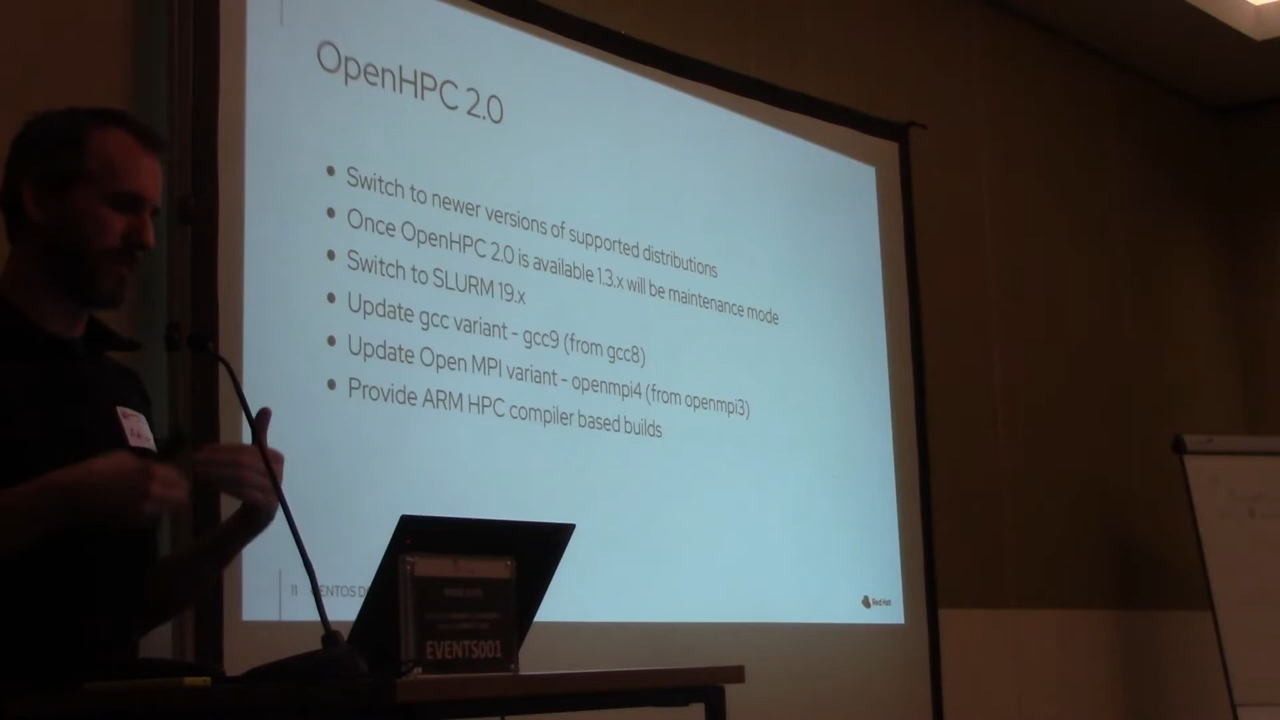 OpenHPC 2.0
Switch to newer versions of supported distributions
Once OpenHPC 2.0 is available 1.3.x will be maintenance mode
Switch to SLURM 19.x
Update gcc variant - gcc9 (from gcc8)
Update Open MPI variant - openmpi4 (from openmpi3)
Provide ARM HPC compiler based builds
11 CENTOS D
Red Hat
EVENTS001